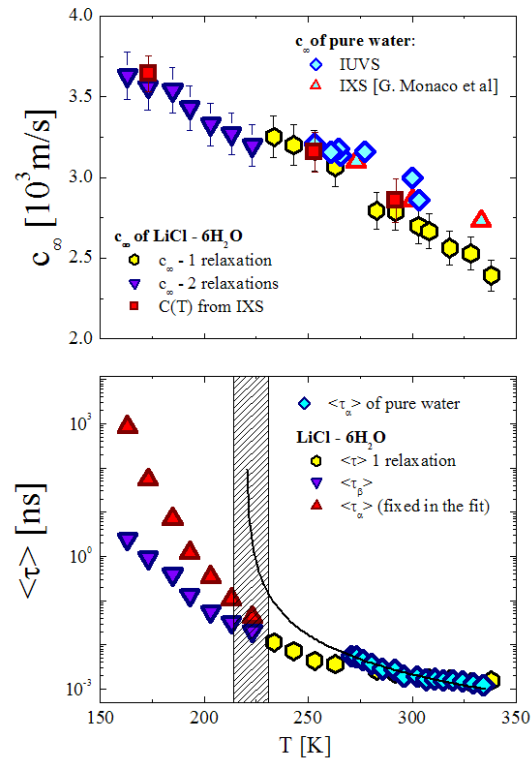 4.0
3.5
3.0
2.5
2.0
c∞ [10³m/s]
c∞of pure water:
IUVS
IXS [G. Monaco et al]
c∞ of LiCl - 6H₂O
c∞ - 1 relaxation
c∞ - 2 relaxations
C(T) from IXS
10³
10⁰
10⁻³
<τ> [ns]
<τα> of pure water
LiCl - 6H₂O
<τ> 1 relaxation
<τβ>
<τα> (fixed in the fit)
150 200 250 300 350
T [K]